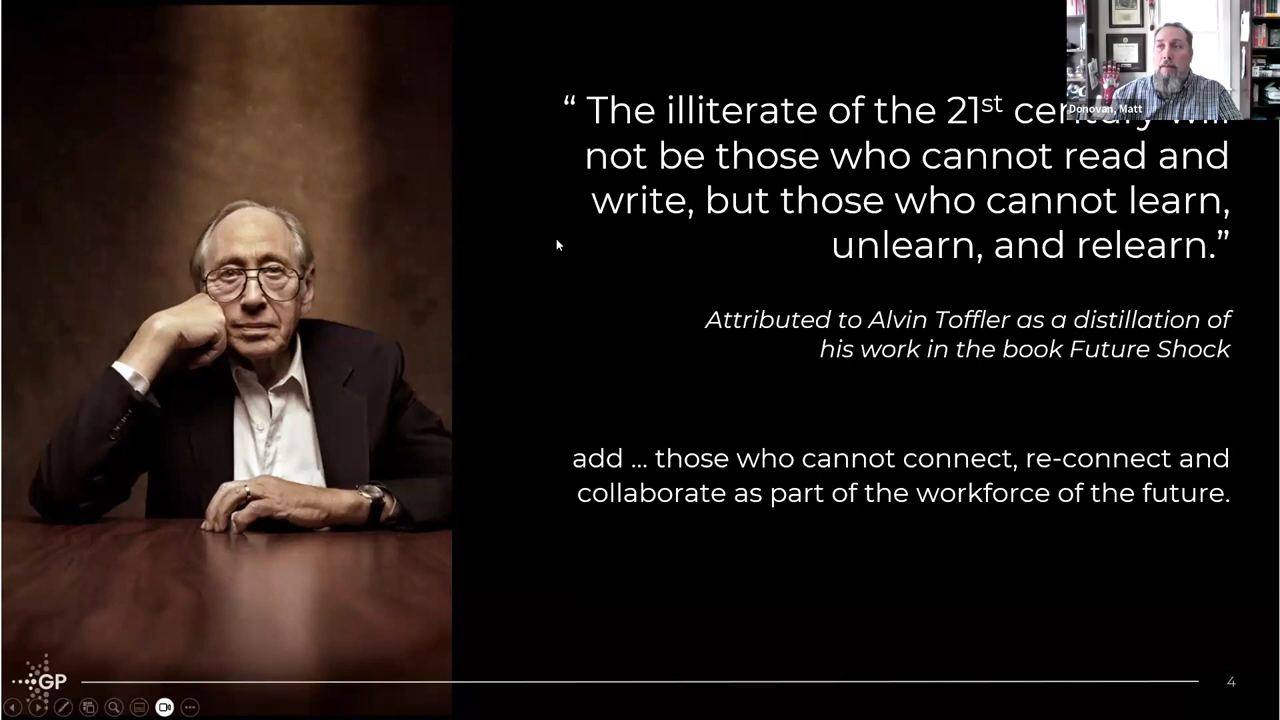 Donovan, Matt
“ The illiterate of the 21st century will
not be those who cannot read and
write, but those who cannot learn,
unlearn, and relearn.”
Attributed to Alvin Toffler as a distillation of
his work in the book Future Shock
add ... those who cannot connect, re-connect and
collaborate as part of the workforce of the future.
GP
4